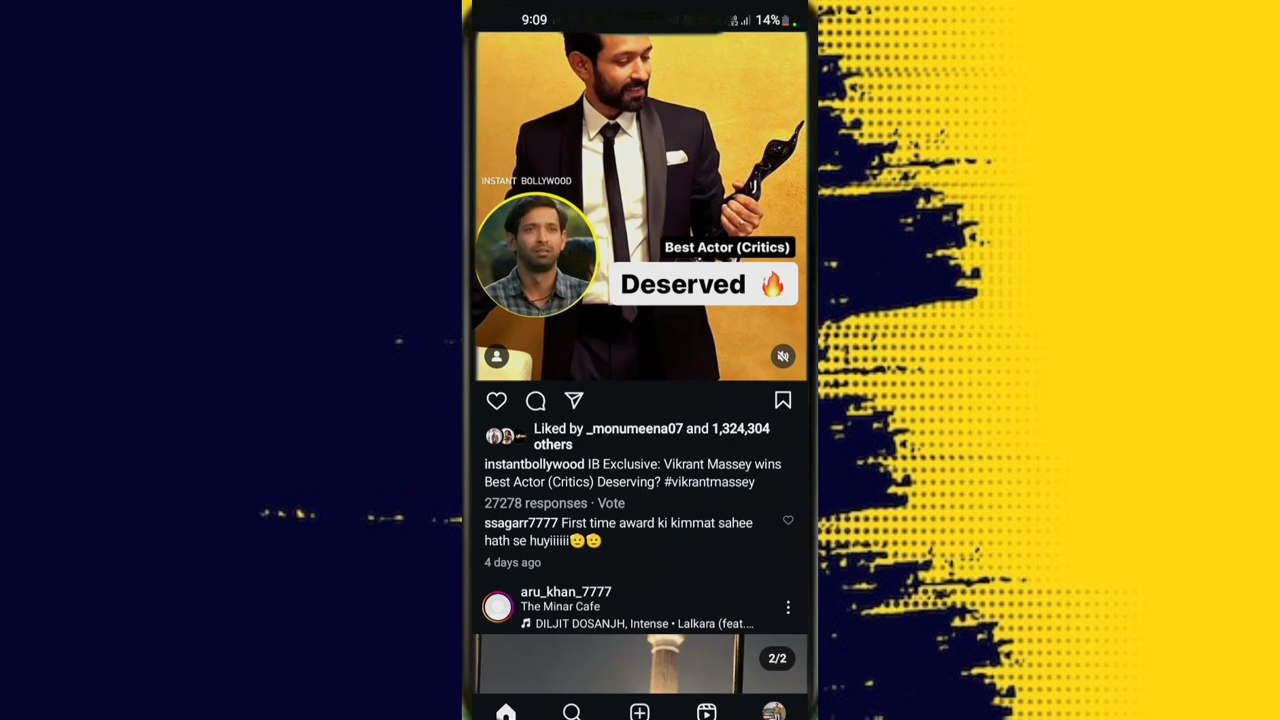 9:09
14%
INSTANT BOLLYWOOD
Best Actor (Critics)
Deserved 🔥
Liked by _monumeena07 and 1,324,304
others
instantbollywood IB Exclusive: Vikrant Massey wins
Best Actor (Critics) Deserving? #vikrantmassey
27278 responses · Vote
ssagarr7777 First time award ki kimmat sahee
hath se huyiiiiii🫡🫡
4 days ago
aru_khan_7777
The Minar Cafe
DILJIT DOSANJH, Intense • Lalkara (feat....
2/2